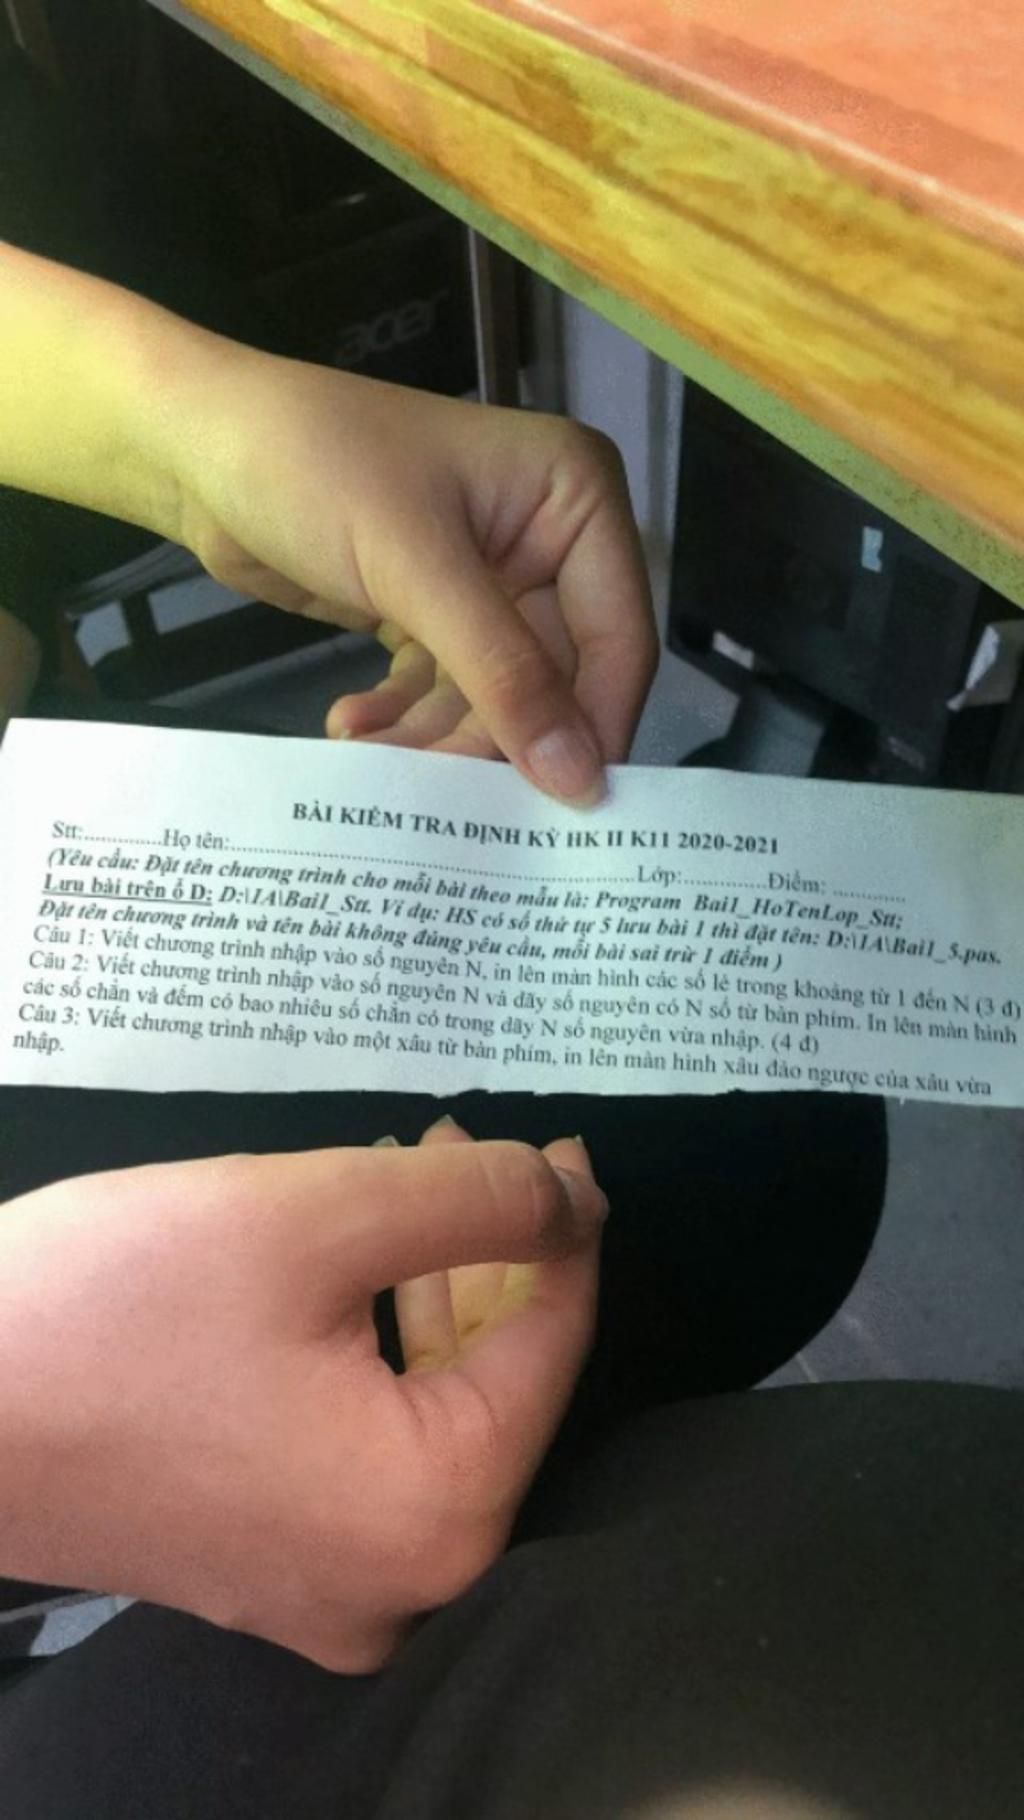 acer
BÀI KIỂM TRA ĐỊNH KỲ HK II K11 2020-2021
Stt:..............Họ tên:......................................................................Lớp:..............Điểm: ............
(Yêu cầu: Đặt tên chương trình cho mỗi bài theo mẫu là: Program Bai1_HoTenLop_Stt;
Lưu bài trên ổ D: D:\1A\Bai1_Stt. Ví dụ: HS có số thứ tự 5 lưu bài 1 thì đặt tên: D:\1A\Bai1_5.pas.
Đặt tên chương trình và tên bài không đúng yêu cầu, mỗi bài sai trừ 1 điểm )
Câu 1: Viết chương trình nhập vào số nguyên N, in lên màn hình các số lẻ trong khoảng từ 1 đến N (3 đ)
Câu 2: Viết chương trình nhập vào số nguyên N và dãy số nguyên có N số từ bàn phím. In lên màn hình
các số chẵn và đếm có bao nhiêu số chẵn có trong dãy N số nguyên vừa nhập. (4 đ)
Câu 3: Viết chương trình nhập vào một xâu từ bàn phím, in lên màn hình xâu đảo ngược của xâu vừa
nhập.